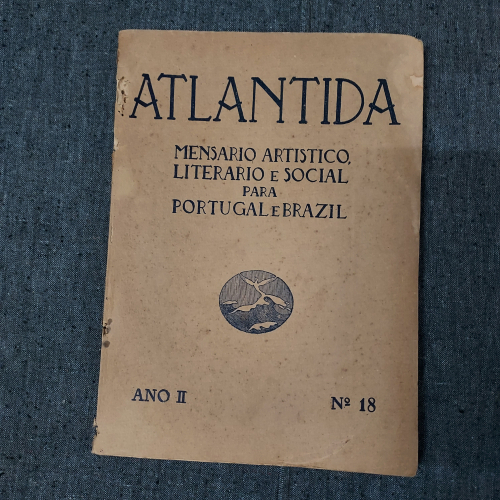 ATLANTIDA
MENSARIO ARTISTICO,
LITERARIO E SOCIAL
PARA
PORTUGAL E BRAZIL
ANO II
Nº 18